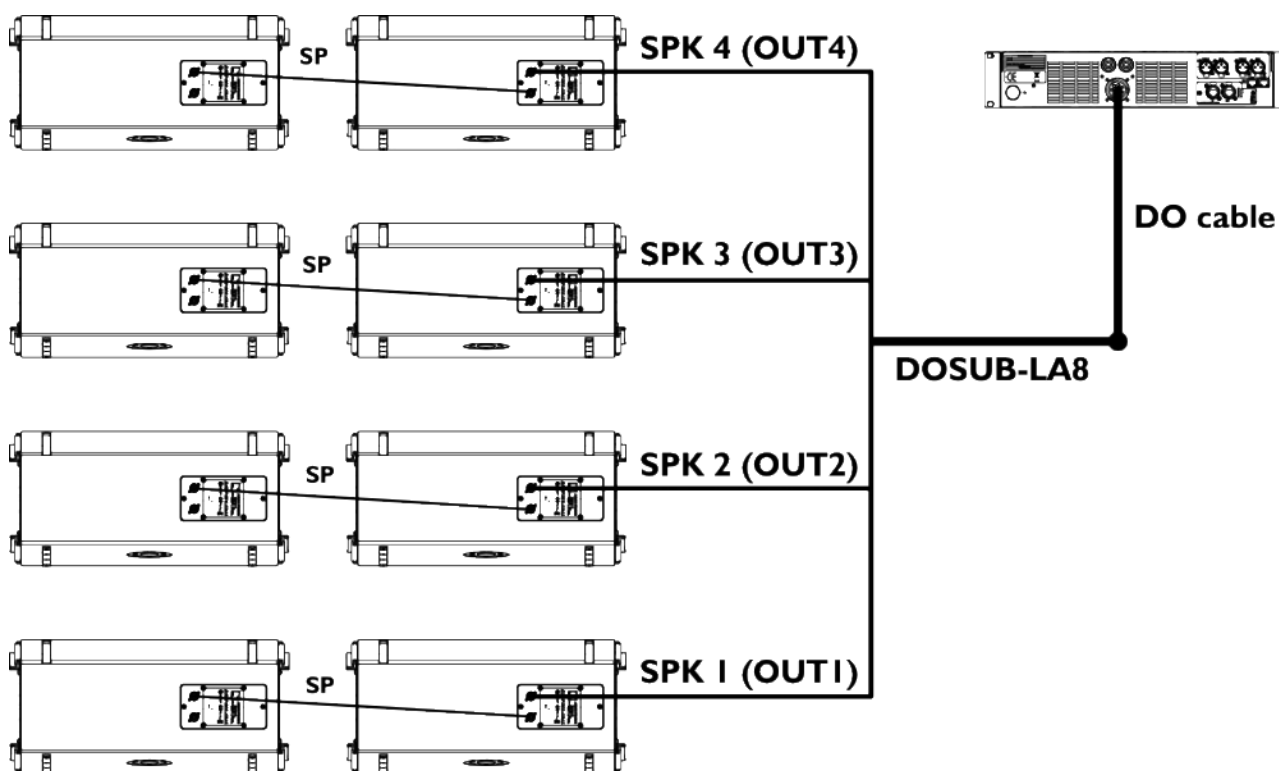 SP
SPK 4 (OUT4)
DO cable
SP
SPK 3 (OUT3)
DOSUB-LA8
SP
SPK 2 (OUT2)
SP
SPK 1 (OUT1)